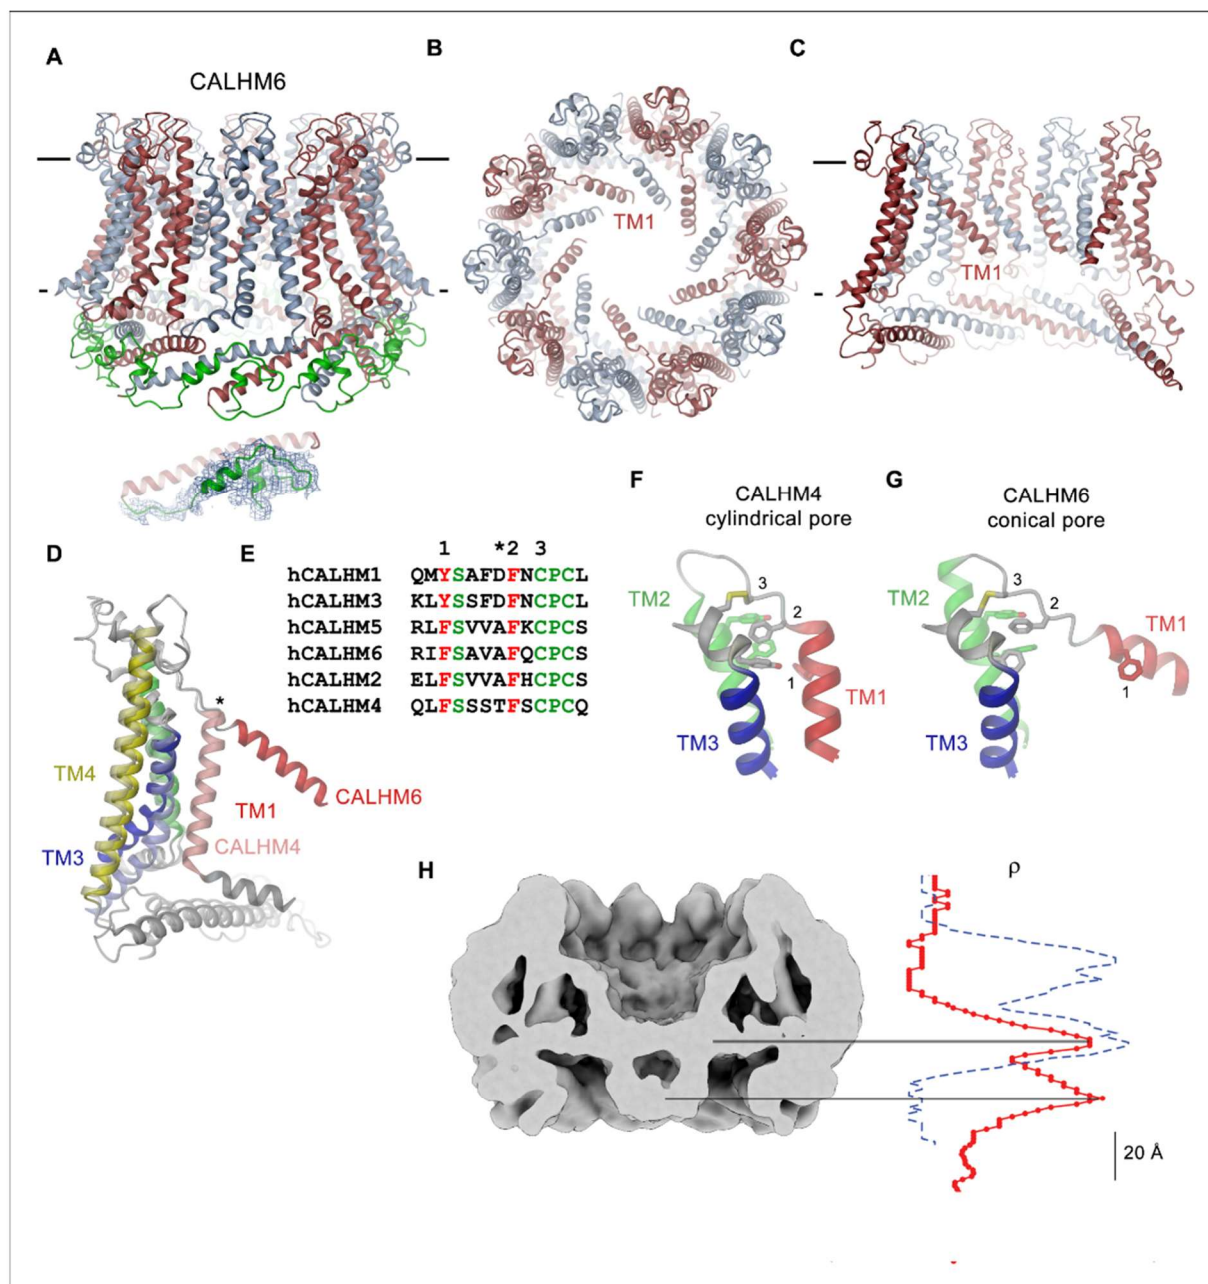 A
CALHM6
B
TM1
C
TM1
D
TM4
TM3
TM1
CALHM6
CALHM4
*
E
1 *2 3
hCALHM1 QMYSAFDFNCPCL
hCALHM3 KLYSSFDFNCPCL
hCALHM5 RLFSVVAFKCPCS
hCALHM6 RIFSAVAFQCPCS
hCALHM2 ELFSVVAFHCPCS
hCALHM4 QLFSSSTFSCPCQ
F
CALHM4
cylindrical pore
TM2
3
2
1
TM1
TM3
G
CALHM6
conical pore
TM2
3
2
TM1
1
TM3
H
ρ
20 Å